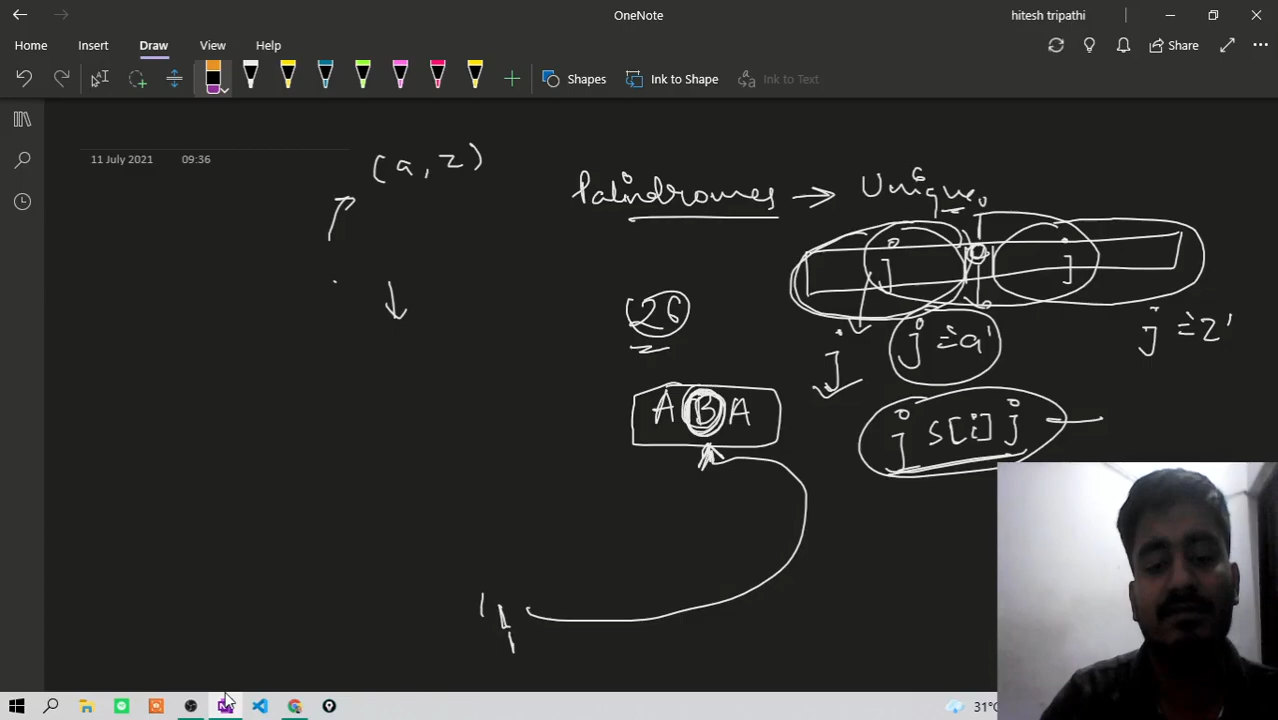 OneNote
hitesh tripathi
Home Insert Draw View Help
Share
Shapes
Ink to Shape
Ink to Text
11 July 2021 09:36
(a, z)
Palindromes → Unique
26
j
j
j
j = 'a'
j = 'z'
A B A
j s[i] j
31°C